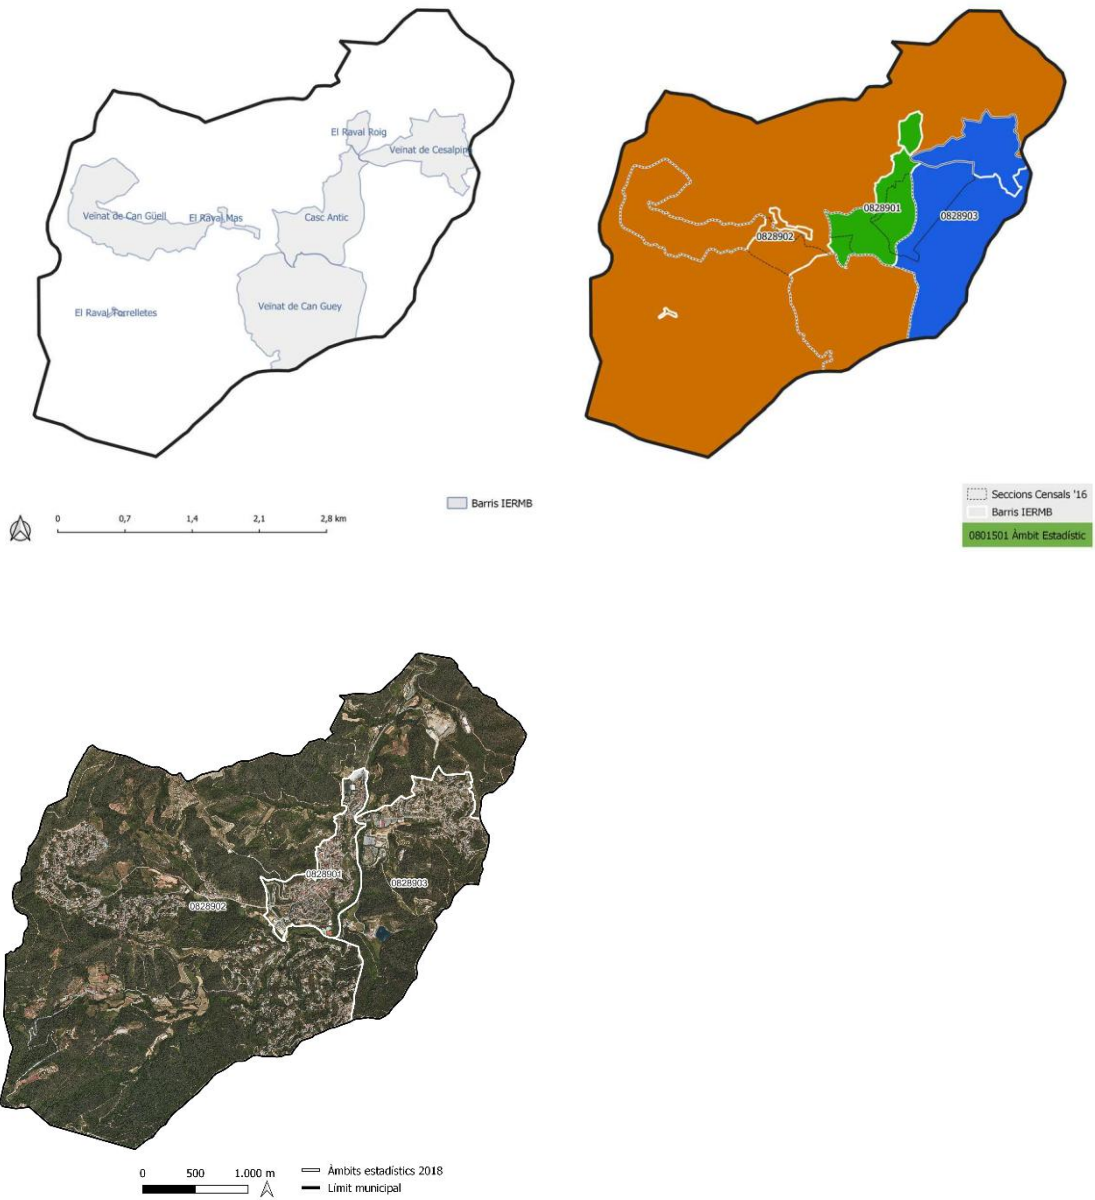 El Raval Roig
Veïnat de Cesalpina
Veïnat de Can Güell
El Raval Mas
Casc Antic
El Raval Torrelletes
Veïnat de Can Guey
Barris IERMB
0
0,7
1,4
2,1
2,8 km
0828901
0828903
0828902
Seccions Censals '16
Barris IERMB
0801501 Àmbit Estadístic
0828901
0828903
0828902
0
500
1.000 m
Àmbits estadístics 2018
Límit municipal